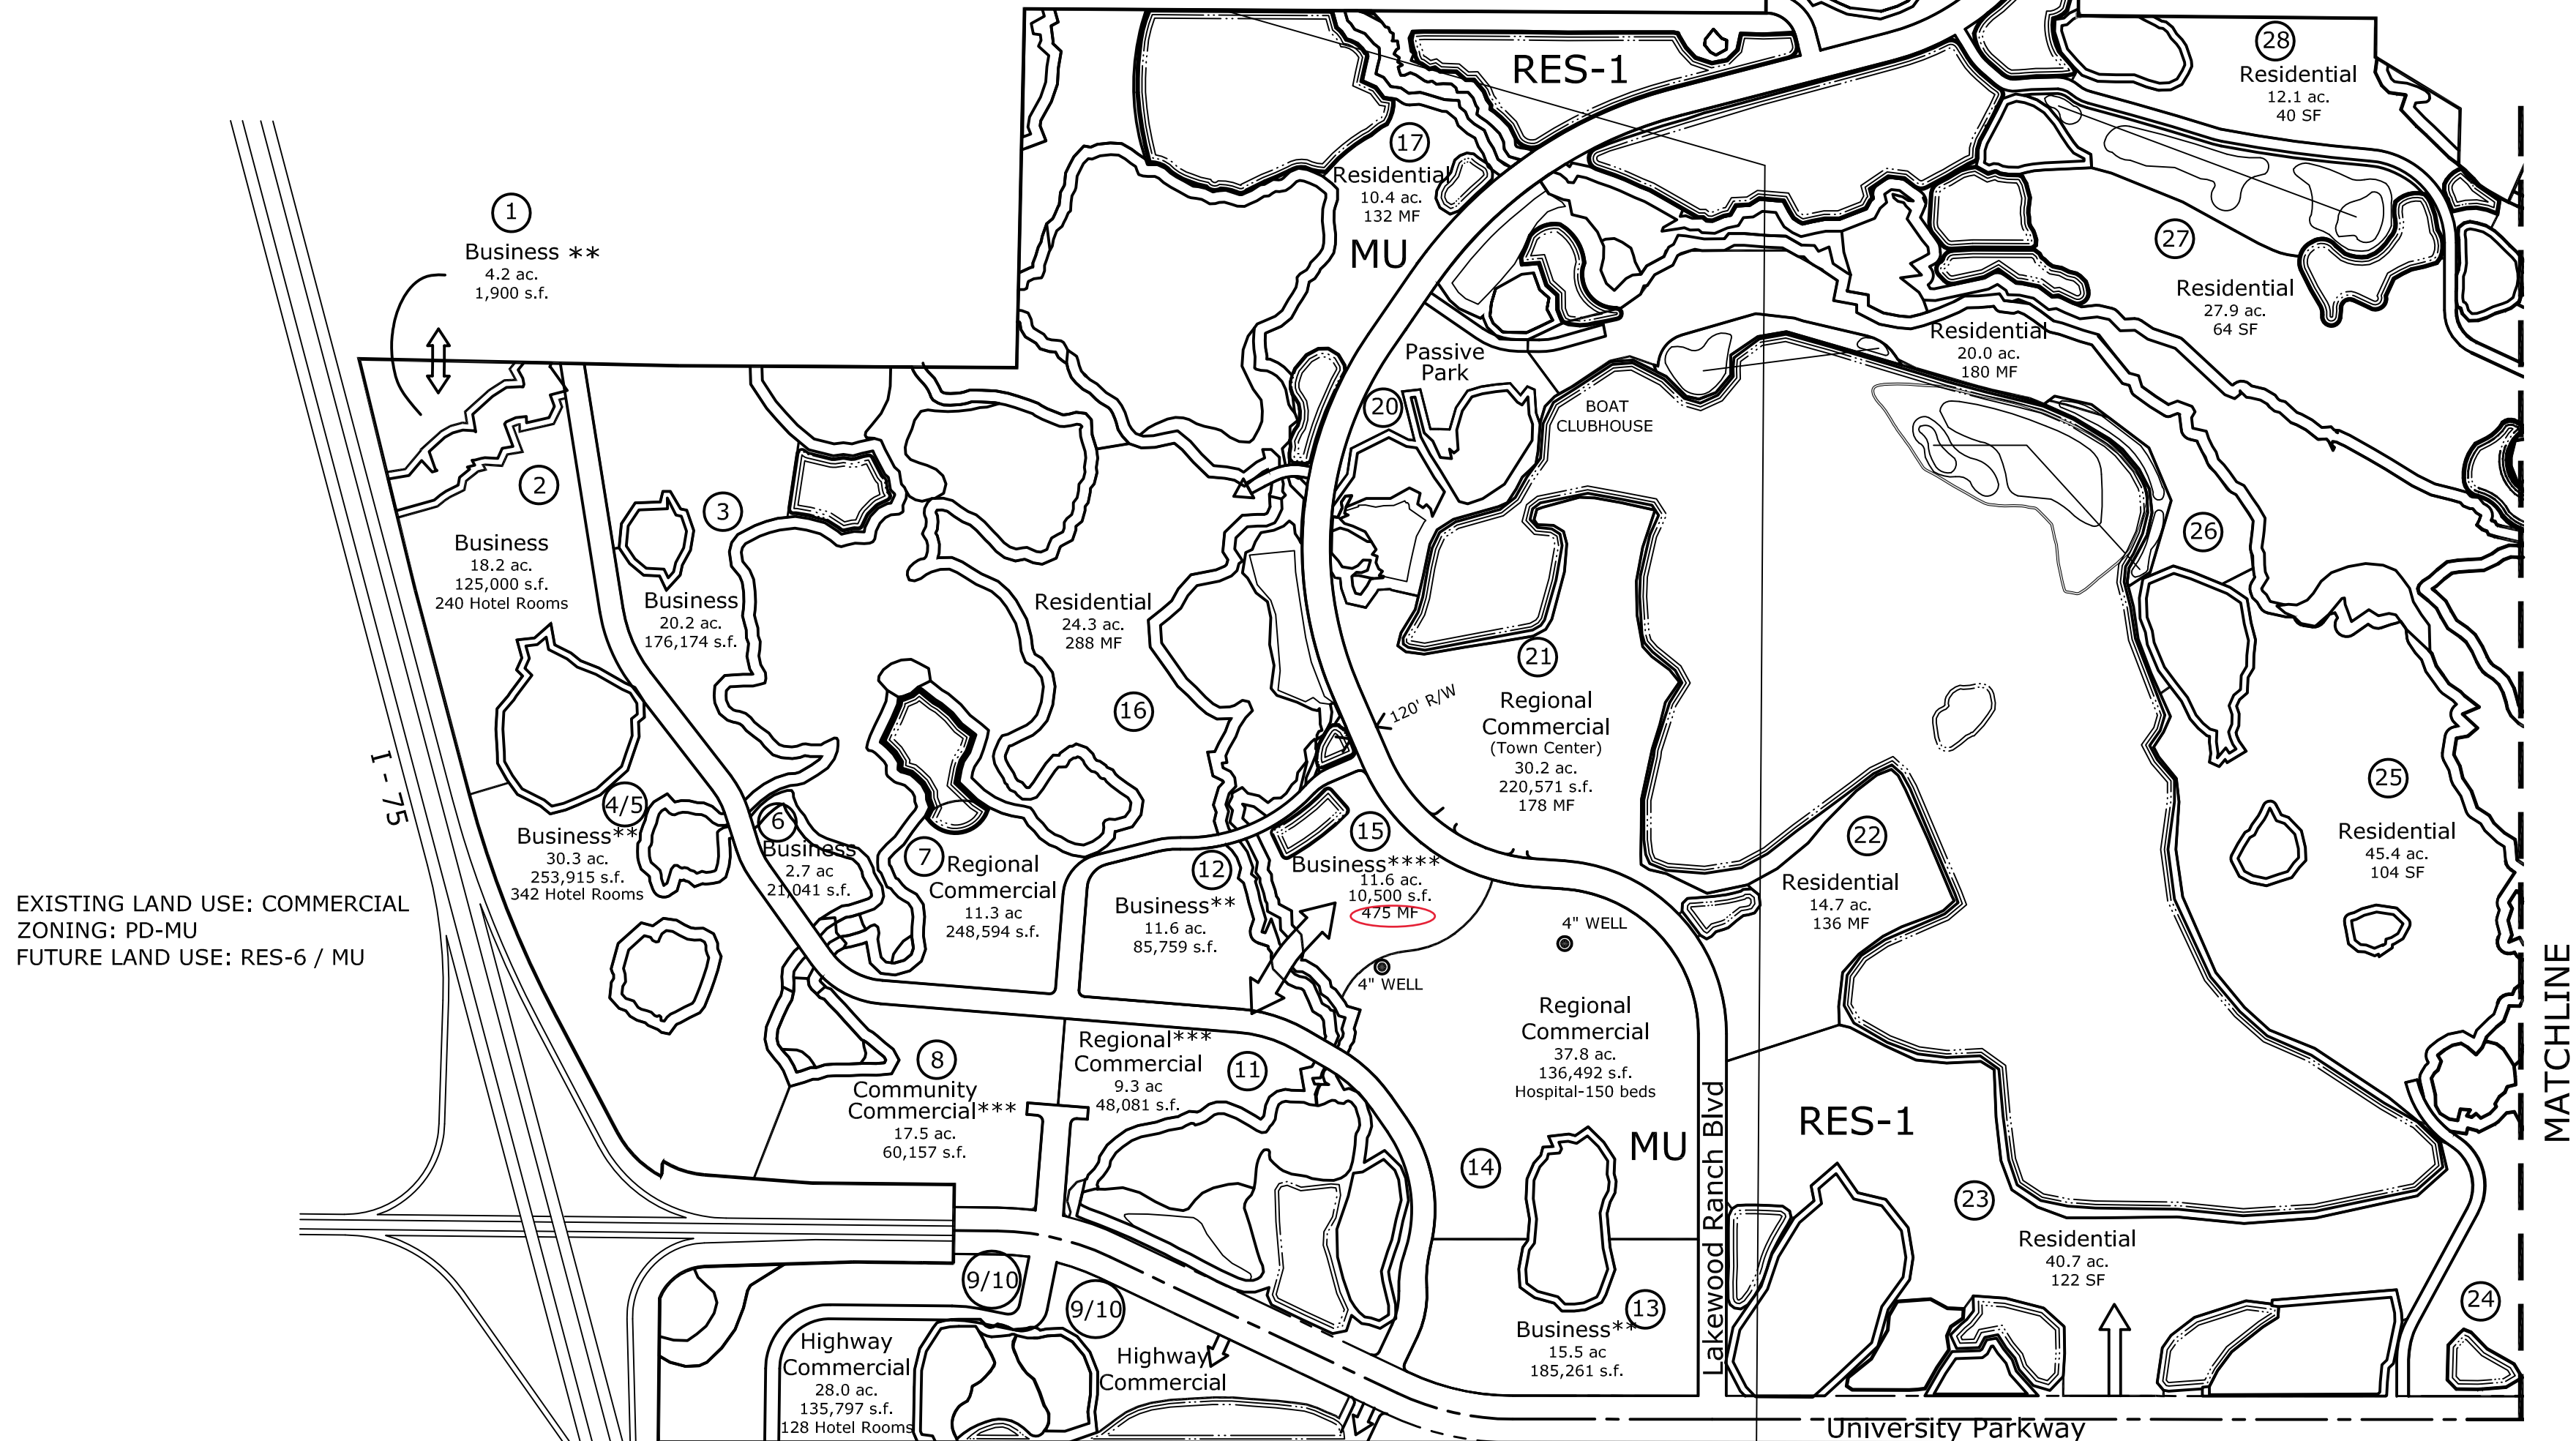 RES-1
28
Residential
12.1 ac.
40 SF
17
Residential
10.4 ac.
132 MF
MU
1
Business **
4.2 ac.
1,900 s.f.
27
Residential
27.9 ac.
64 SF
Residential
20.0 ac.
180 MF
Passive
Park
20
BOAT
CLUBHOUSE
2
Business
18.2 ac.
125,000 s.f.
240 Hotel Rooms
3
Business
20.2 ac.
176,174 s.f.
Residential
24.3 ac.
288 MF
16
26
21
Regional
Commercial
(Town Center)
30.2 ac.
220,571 s.f.
178 MF
120' R/W
I - 75
4/5
Business**
30.3 ac.
253,915 s.f.
342 Hotel Rooms
6
Business
2.7 ac
21,041 s.f.
7
Regional
Commercial
11.3 ac
248,594 s.f.
12
Business**
11.6 ac.
85,759 s.f.
15
Business****
11.6 ac.
10,500 s.f.
475 MF
22
Residential
14.7 ac.
136 MF
25
Residential
45.4 ac.
104 SF
EXISTING LAND USE: COMMERCIAL
ZONING: PD-MU
FUTURE LAND USE: RES-6 / MU
4" WELL
4" WELL
Regional
Commercial
37.8 ac.
136,492 s.f.
Hospital-150 beds
MU
14
8
Community
Commercial***
17.5 ac.
60,157 s.f.
Regional***
Commercial
9.3 ac
48,081 s.f.
11
Lakewood Ranch Blvd
RES-1
23
Residential
40.7 ac.
122 SF
MATCHLINE
24
9/10
9/10
Highway
Commercial
28.0 ac.
135,797 s.f.
128 Hotel Rooms
Highway
Commercial
13
Business**
15.5 ac
185,261 s.f.
University Parkway